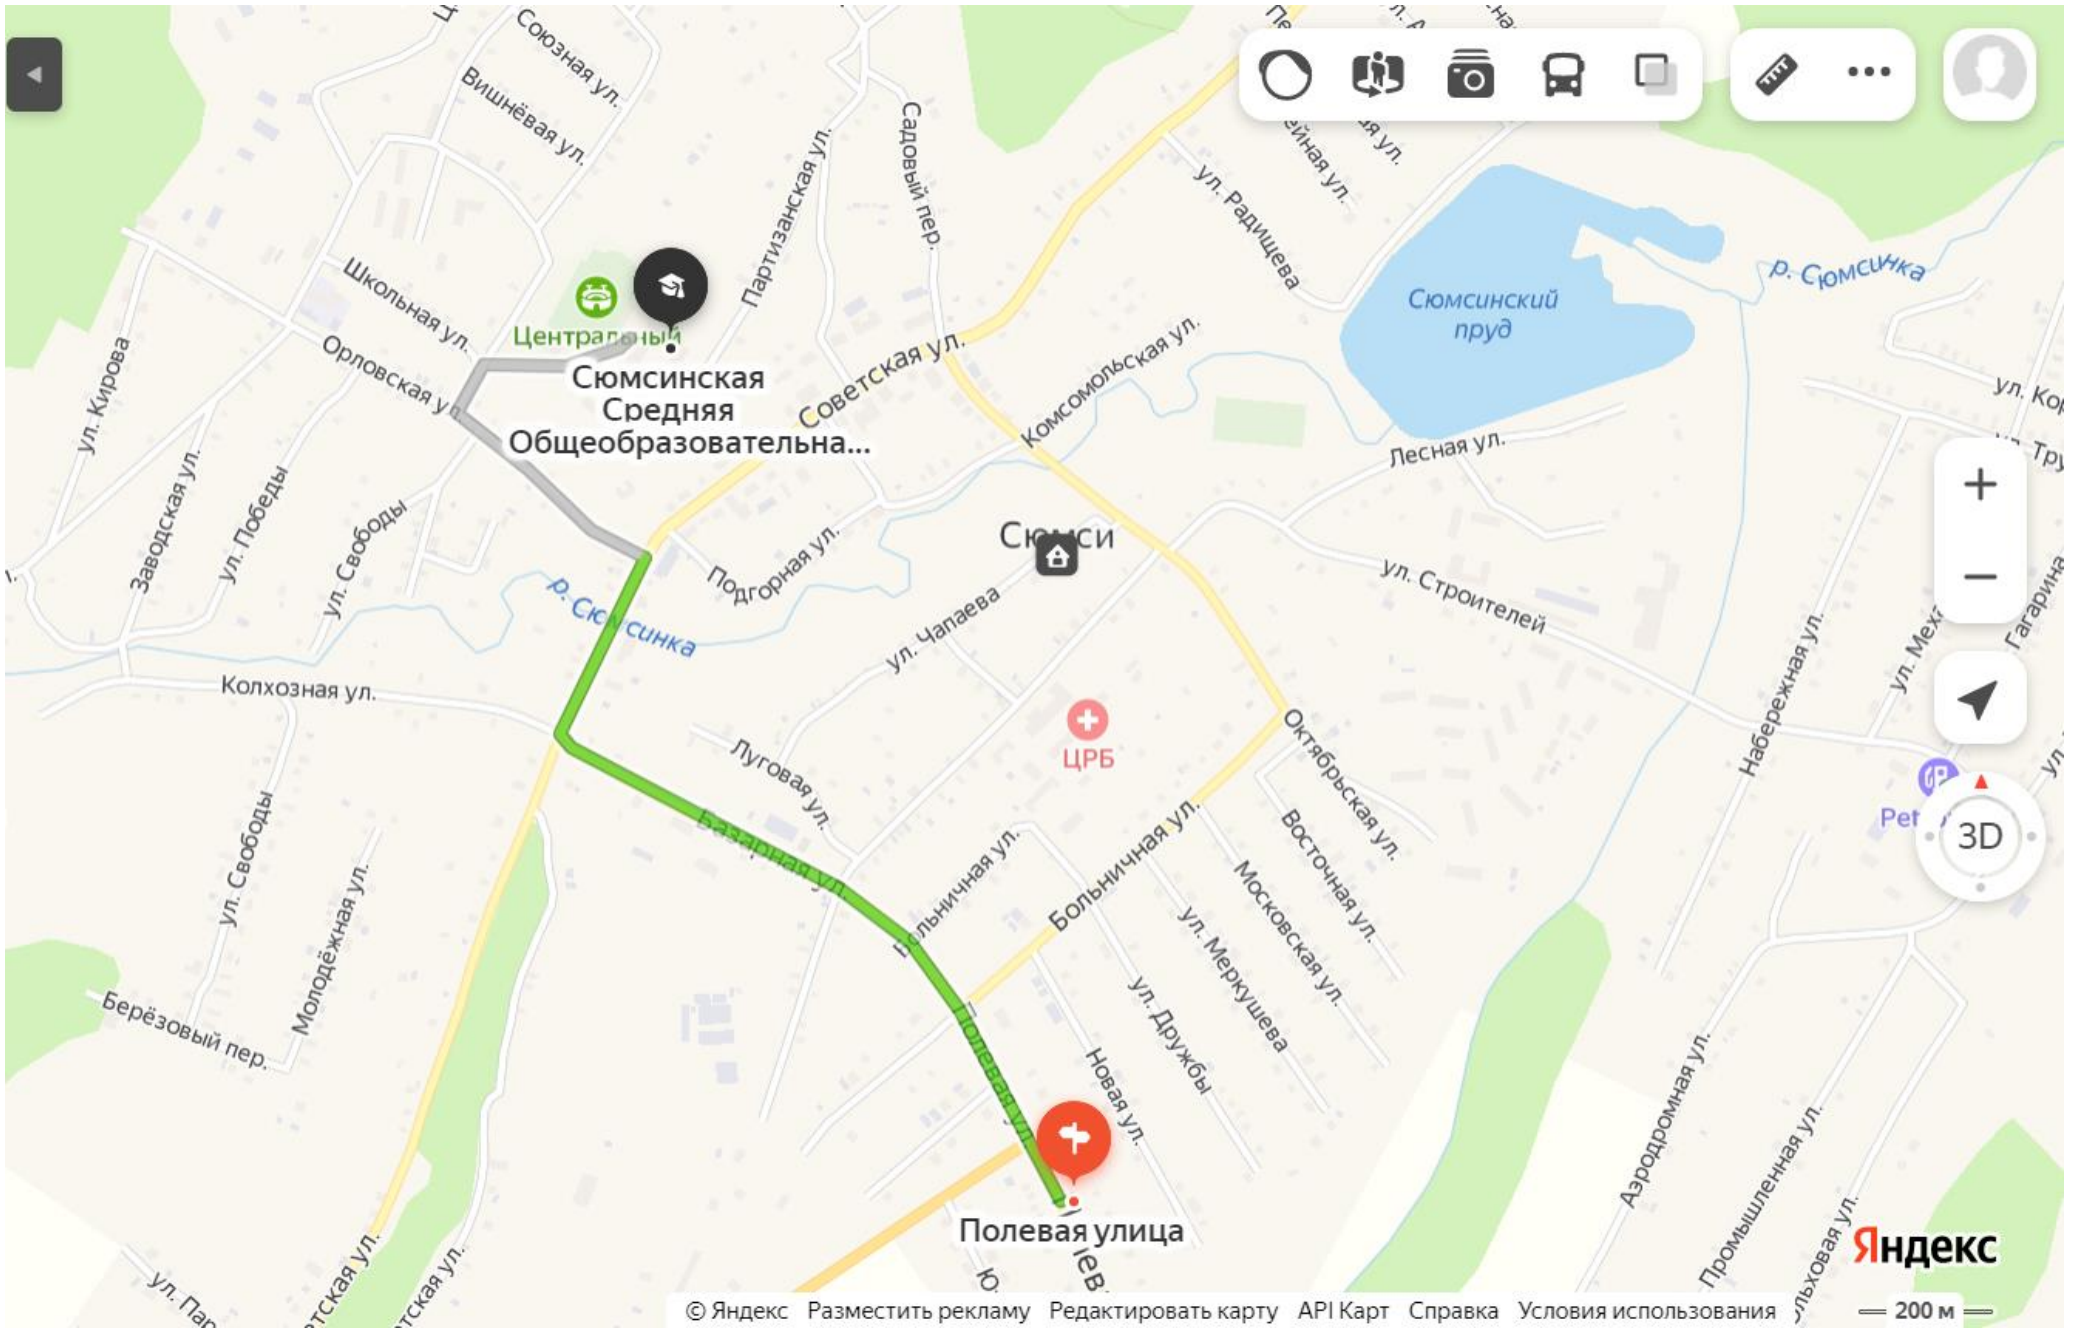 Союзная ул.
Вишнёвая ул.
Садовый пер.
Партизанская ул.
ул. Радищева
р. Сюмсинка
Сюмсинский
пруд
Школьная ул.
Центральный
Сюмсинская
Средняя
Общеобразовательна...
Орловская ул
ул. Кирова
Советская ул.
Комсомольская ул.
Лесная ул.
Заводская ул.
ул. Победы
ул. Свободы
Подгорная ул.
Сюмси
ул. Строителей
р. Сюмсинка
ул. Чапаева
Набережная ул.
Гагарина
Колхозная ул.
ЦРБ
Луговая ул.
Октябрьская ул.
3D
Базарная ул.
Больничная ул.
Больничная ул.
Восточная ул.
Московская ул.
ул. Меркушева
ул. Дружбы
Новая ул.
ул. Свободы
Молодёжная ул.
Берёзовый пер.
Полевая ул.
Аэродромная ул.
Промышленная ул.
Полевая улица
Яндекс
© Яндекс Разместить рекламу Редактировать карту API Карт Справка Условия использования
200 м